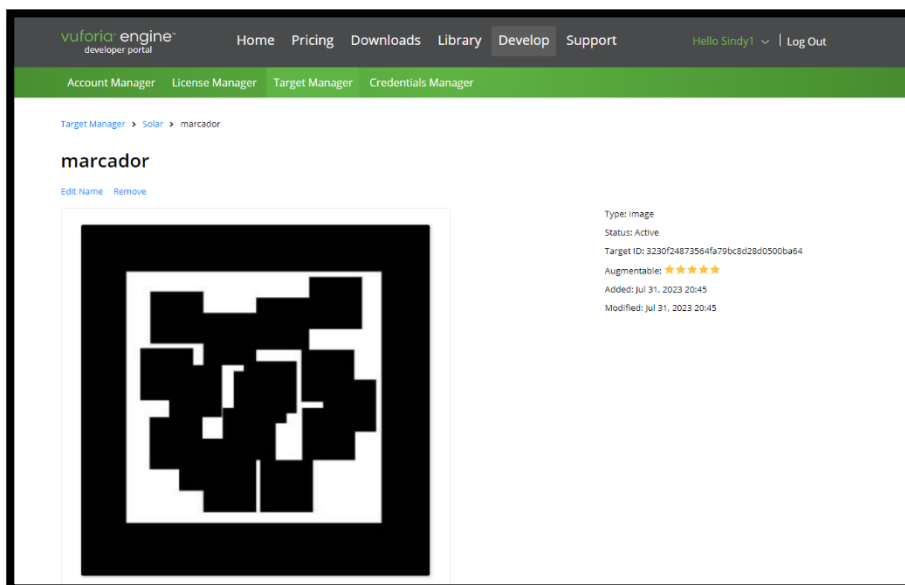 vuforia engine™
developer portal
Home Pricing Downloads Library Develop Support Hello Sindy1 | Log Out
Account Manager License Manager Target Manager Credentials Manager
Target Manager > Solar > marcador
marcador
Edit Name Remove
Type: Image
Status: Active
Target ID: 3230f24873564fa79bc8d28d0500ba64
Augmentable:
Added: Jul 31, 2023 20:45
Modified: Jul 31, 2023 20:45